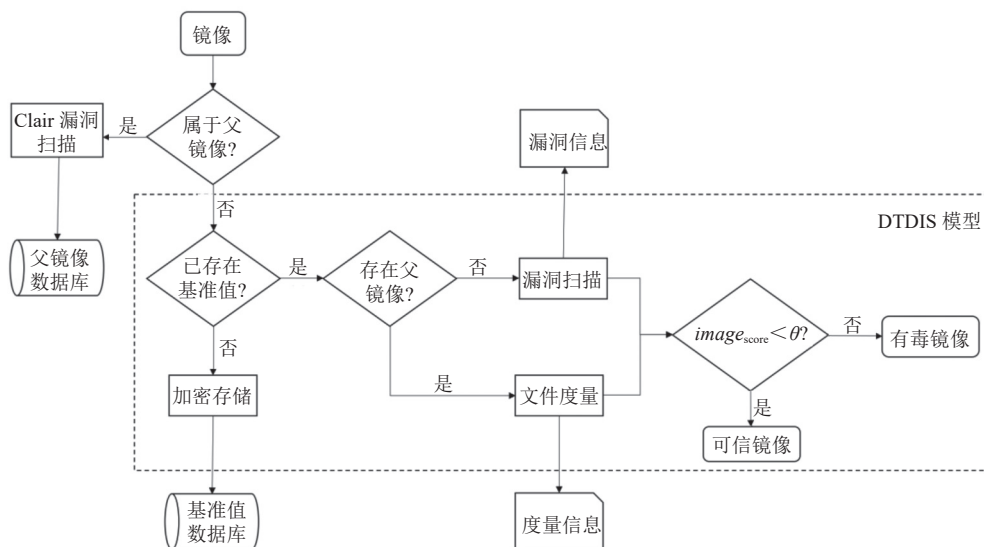 镜像
Clair 漏洞
扫描
是
属于父
镜像?
漏洞信息
否
DTDIS 模型
父镜像
数据库
已存在
基准值?
是
存在父
镜像?
否
漏洞扫描
image_score＜θ?
否
有毒镜像
否
加密存储
是
文件度量
是
可信镜像
基准值
数据库
度量信息